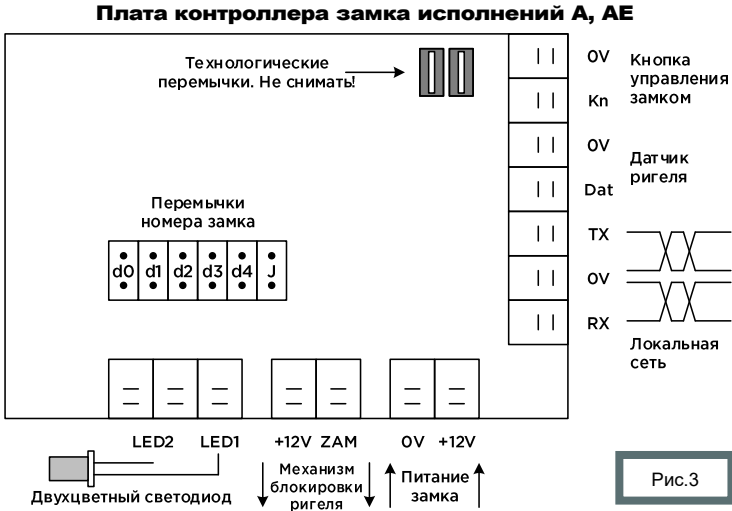 Плата контроллера замка исполнений А, АЕ
Технологические
перемычки. Не снимать!
0V
Kn
Кнопка
управления
замком
0V
Dat
Датчик
ригеля
TX
0V
RX
Локальная
сеть
Перемычки
номера замка
d0 d1 d2 d3 d4 J
LED2 LED1
Двухцветный светодиод
+12V ZAM
Механизм
блокировки
ригеля
0V +12V
Питание
замка
Рис.3